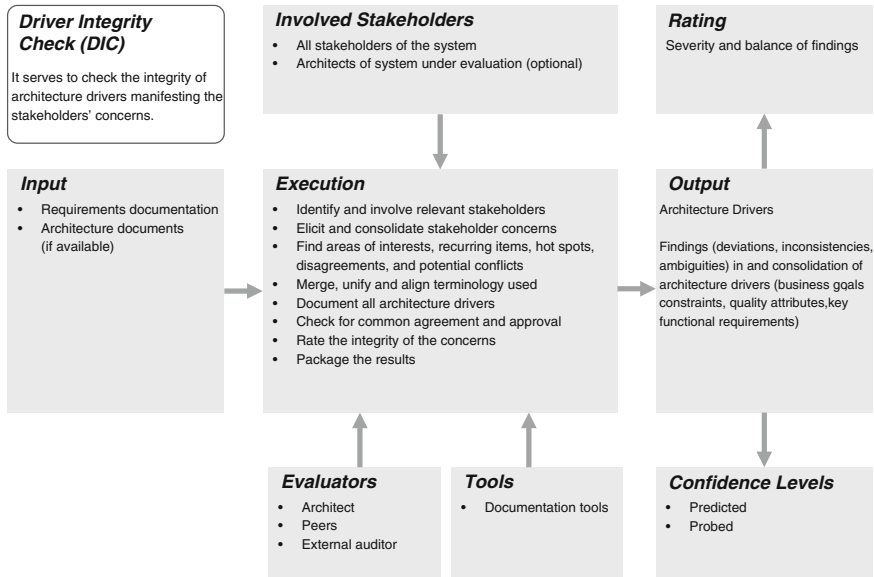 Driver Integrity
Check (DIC)
It serves to check the integrity of
architecture drivers manifesting the
stakeholders' concerns.
Involved Stakeholders
• All stakeholders of the system
• Architects of system under evaluation (optional)
Rating
Severity and balance of findings
Input
• Requirements documentation
• Architecture documents
(if available)
Execution
• Identify and involve relevant stakeholders
• Elicit and consolidate stakeholder concerns
• Find areas of interests, recurring items, hot spots,
disagreements, and potential conflicts
• Merge, unify and align terminology used
• Document all architecture drivers
• Check for common agreement and approval
• Rate the integrity of the concerns
• Package the results
Output
Architecture Drivers
Findings (deviations, inconsistencies,
ambiguities) in and consolidation of
architecture drivers (business goals
constraints, quality attributes,key
functional requirements)
Evaluators
• Architect
• Peers
• External auditor
Tools
• Documentation tools
Confidence Levels
• Predicted
• Probed